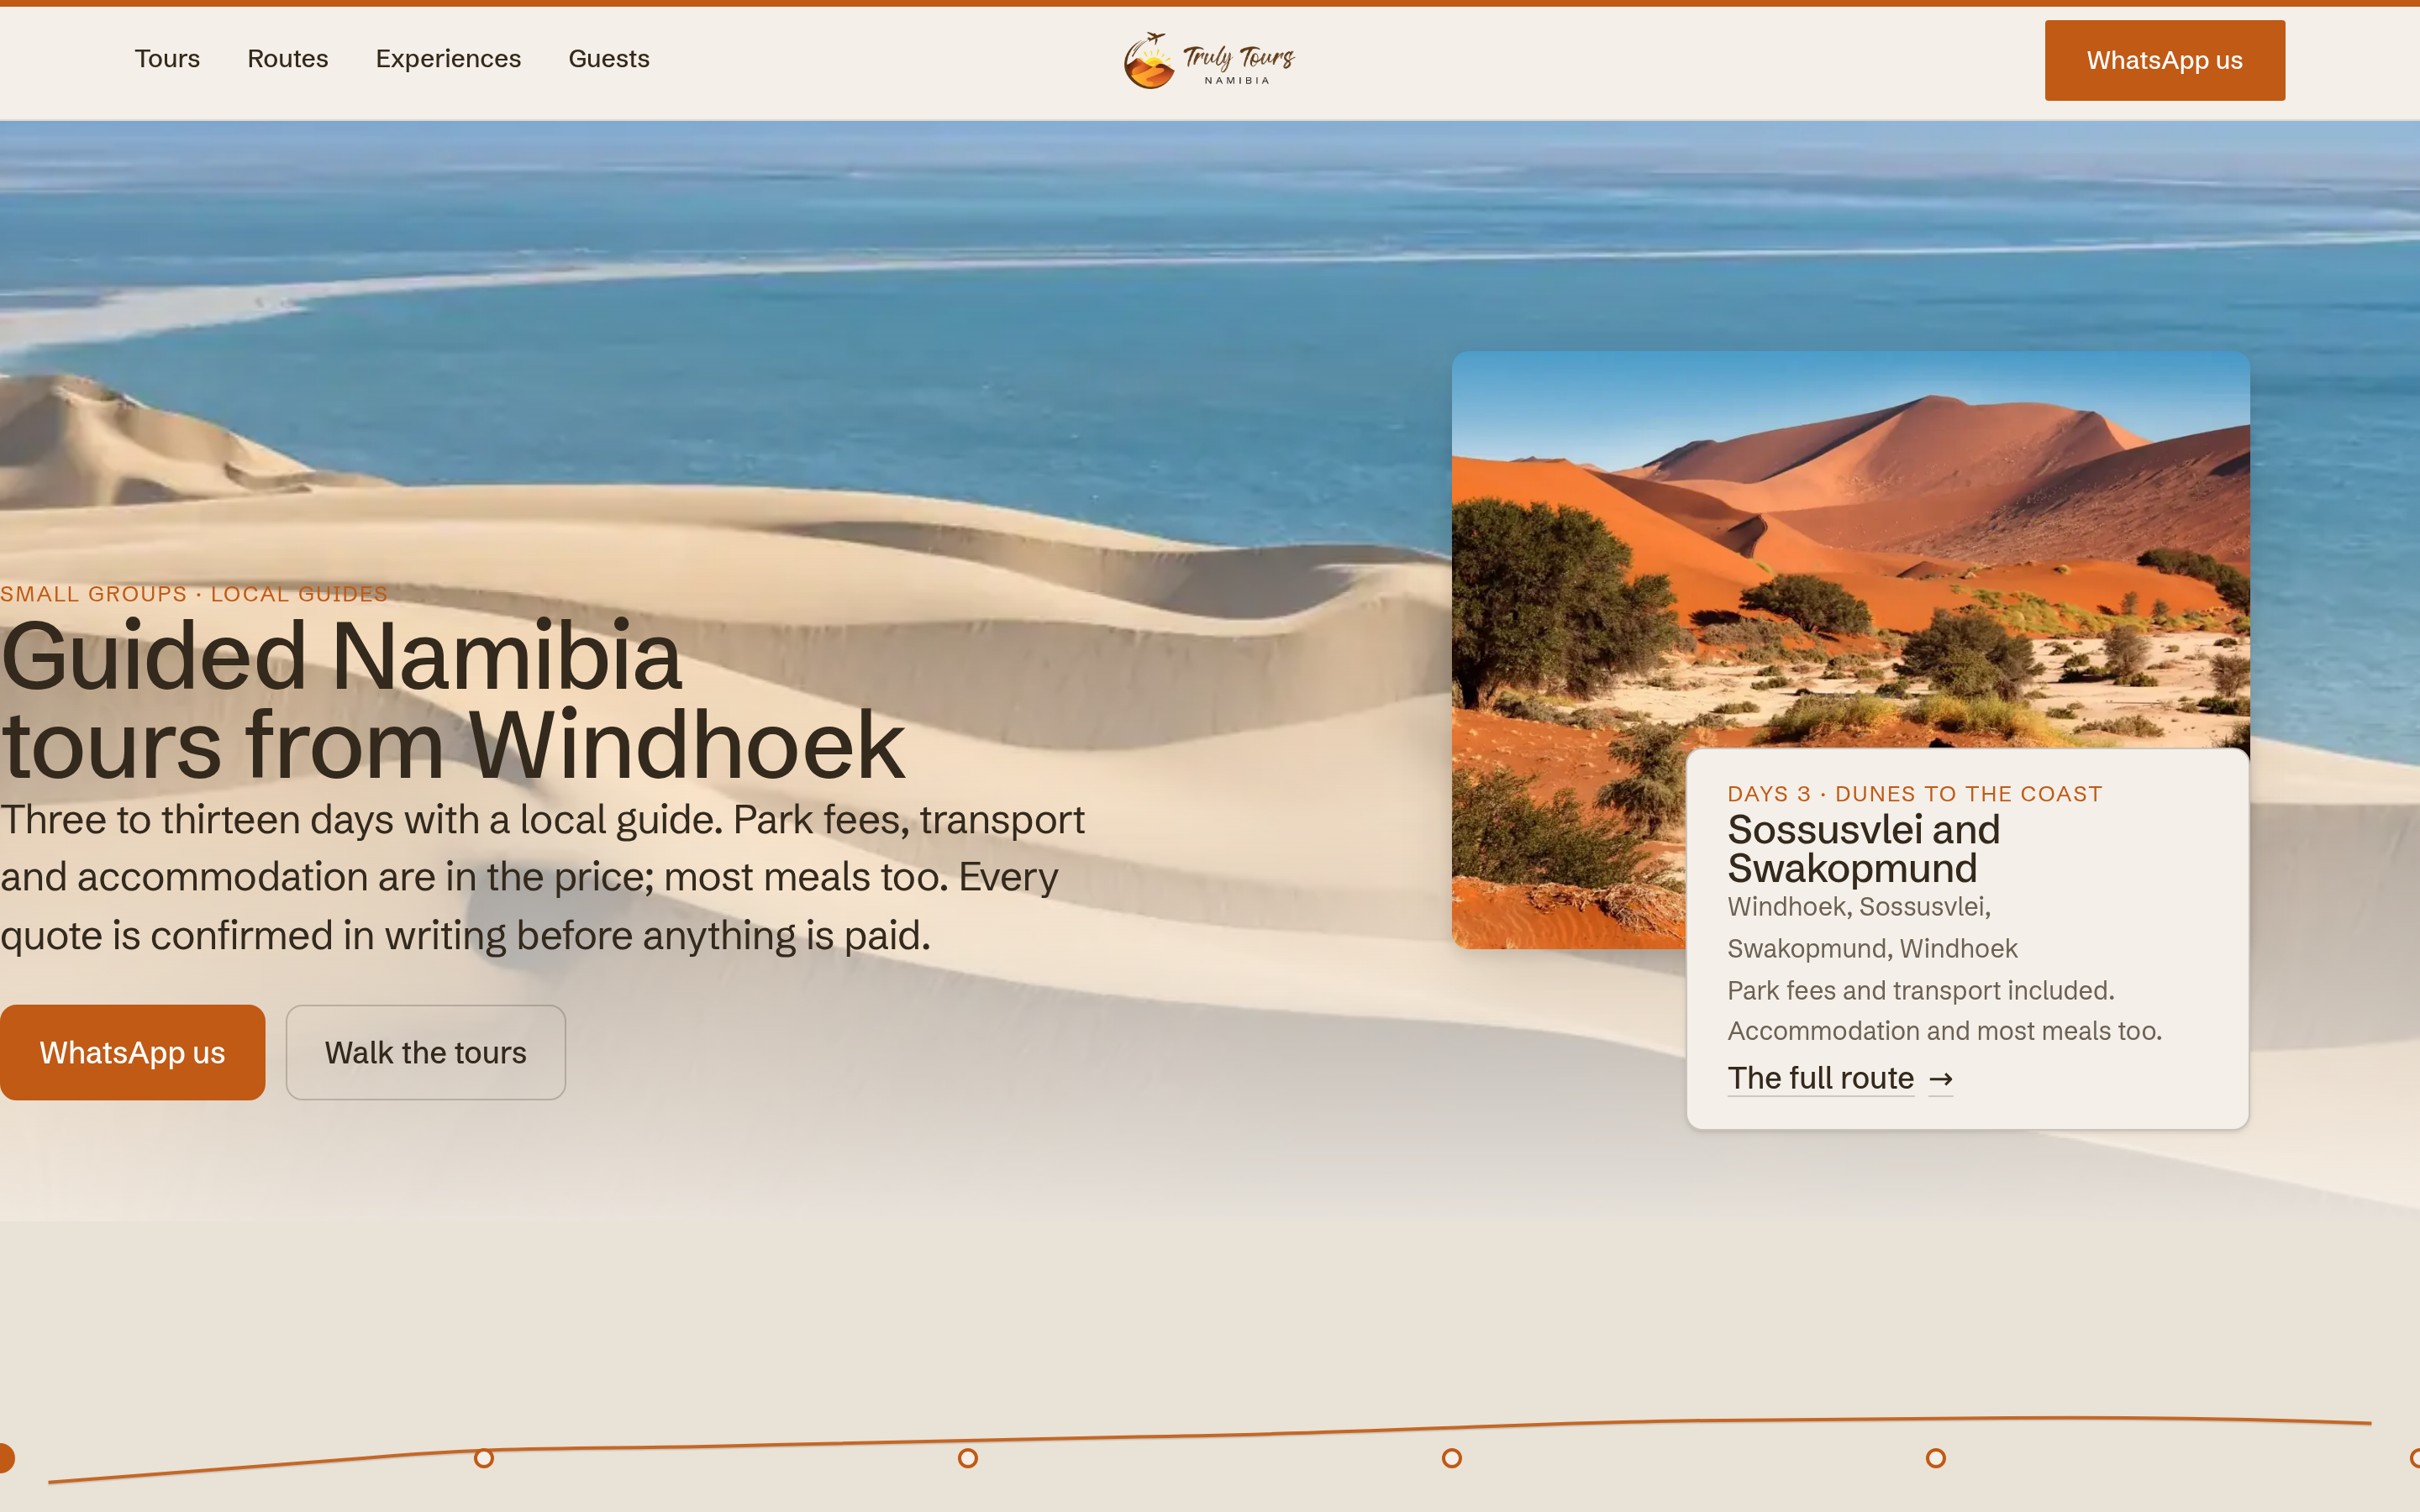 Tours Routes Experiences Guests
Truly Tours
NAMIBIA
WhatsApp us
SMALL GROUPS · LOCAL GUIDES
Guided Namibia
tours from Windhoek
Three to thirteen days with a local guide. Park fees, transport
and accommodation are in the price; most meals too. Every
quote is confirmed in writing before anything is paid.
WhatsApp us
Walk the tours
DAYS 3 · DUNES TO THE COAST
Sossusvlei and
Swakopmund
Windhoek, Sossusvlei,
Swakopmund, Windhoek
Park fees and transport included.
Accommodation and most meals too.
The full route →